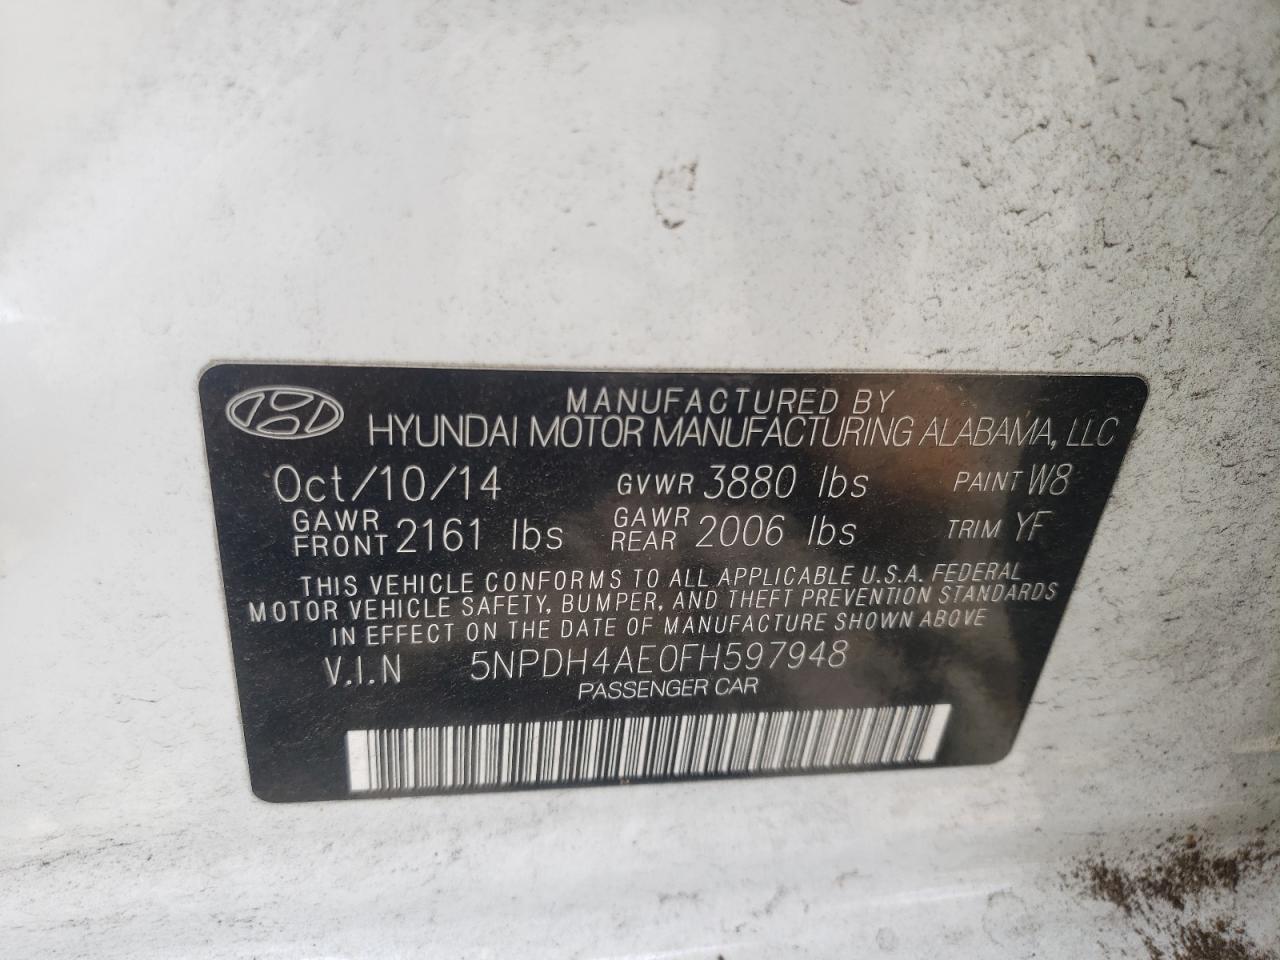 MANUFACTURED BY
HYUNDAI MOTOR MANUFACTURING ALABAMA, LLC
Oct/10/14 GVWR 3880 lbs PAINT W8
GAWR FRONT 2161 lbs GAWR REAR 2006 lbs TRIM YF
THIS VEHICLE CONFORMS TO ALL APPLICABLE U.S.A. FEDERAL
MOTOR VEHICLE SAFETY, BUMPER, AND THEFT PREVENTION STANDARDS
IN EFFECT ON THE DATE OF MANUFACTURE SHOWN ABOVE
V.I.N 5NPDH4AE0FH597948
PASSENGER CAR